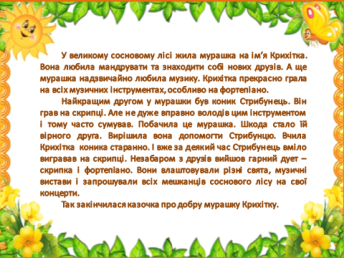 У великому сосновому лісі жила мурашка на ім’я Крихітка.
Вона любила мандрувати та знаходити собі нових друзів. А ще
мурашка надзвичайно любила музику. Крихітка прекрасно грала
на всіх музичних інструментах, особливо на фортепіано.
Найкращим другом у мурашки був коник Стрибунець. Він
грав на скрипці. Але не дуже вправно володів цим інструментом
і тому часто сумував. Побачила це мурашка. Шкода стало їй
вірного друга. Вирішила вона допомогти Стрибунцю. Вчила
Крихітка коника старанно. І вже за деякий час Стрибунець вміло
вигравав на скрипці. Незабаром з друзів вийшов гарний дует –
скрипка і фортепіано. Вони влаштовували різні свята, музичні
вистави і запрошували всіх мешканців соснового лісу на свої
концерти.
Так закінчилася казочка про добру мурашку Крихітку.